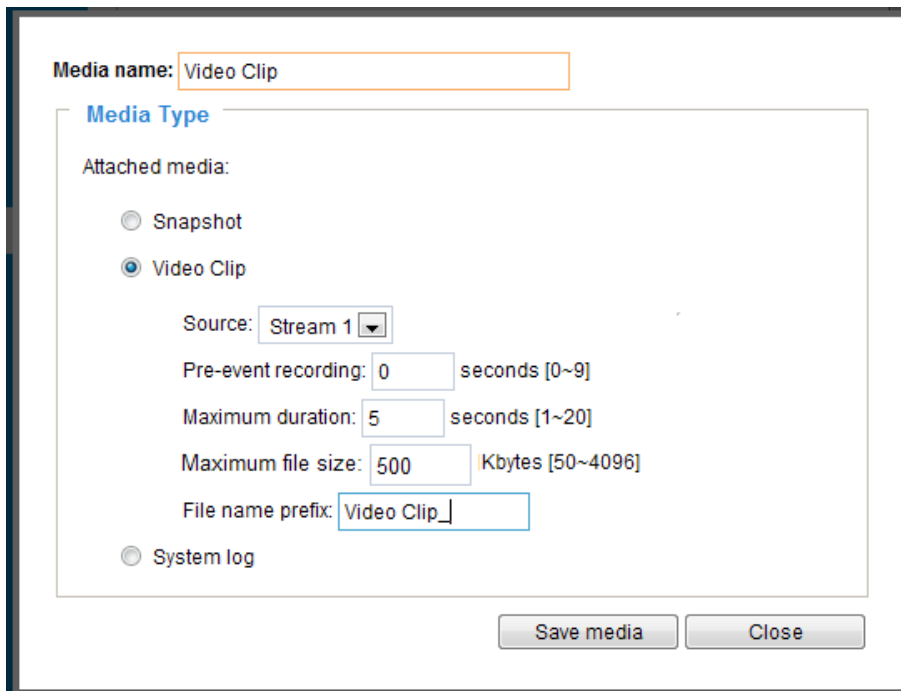 Media name: Video Clip
Media Type
Attached media:
Snapshot
Video Clip
Source: Stream 1
Pre-event recording: 0 seconds [0~9]
Maximum duration: 5 seconds [1~20]
Maximum file size: 500 Kbytes [50~4096]
File name prefix: Video Clip_
System log
Save media Close